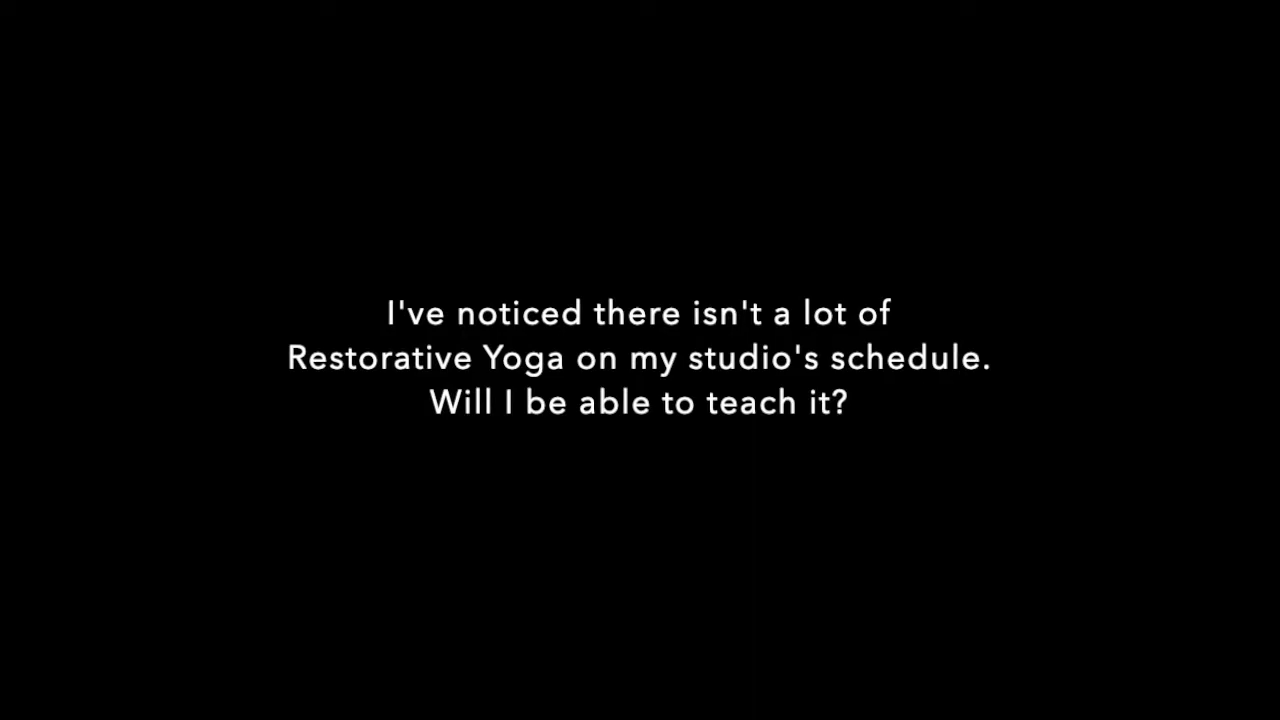 I've noticed there isn't a lot of
Restorative Yoga on my studio's schedule.
Will I be able to teach it?